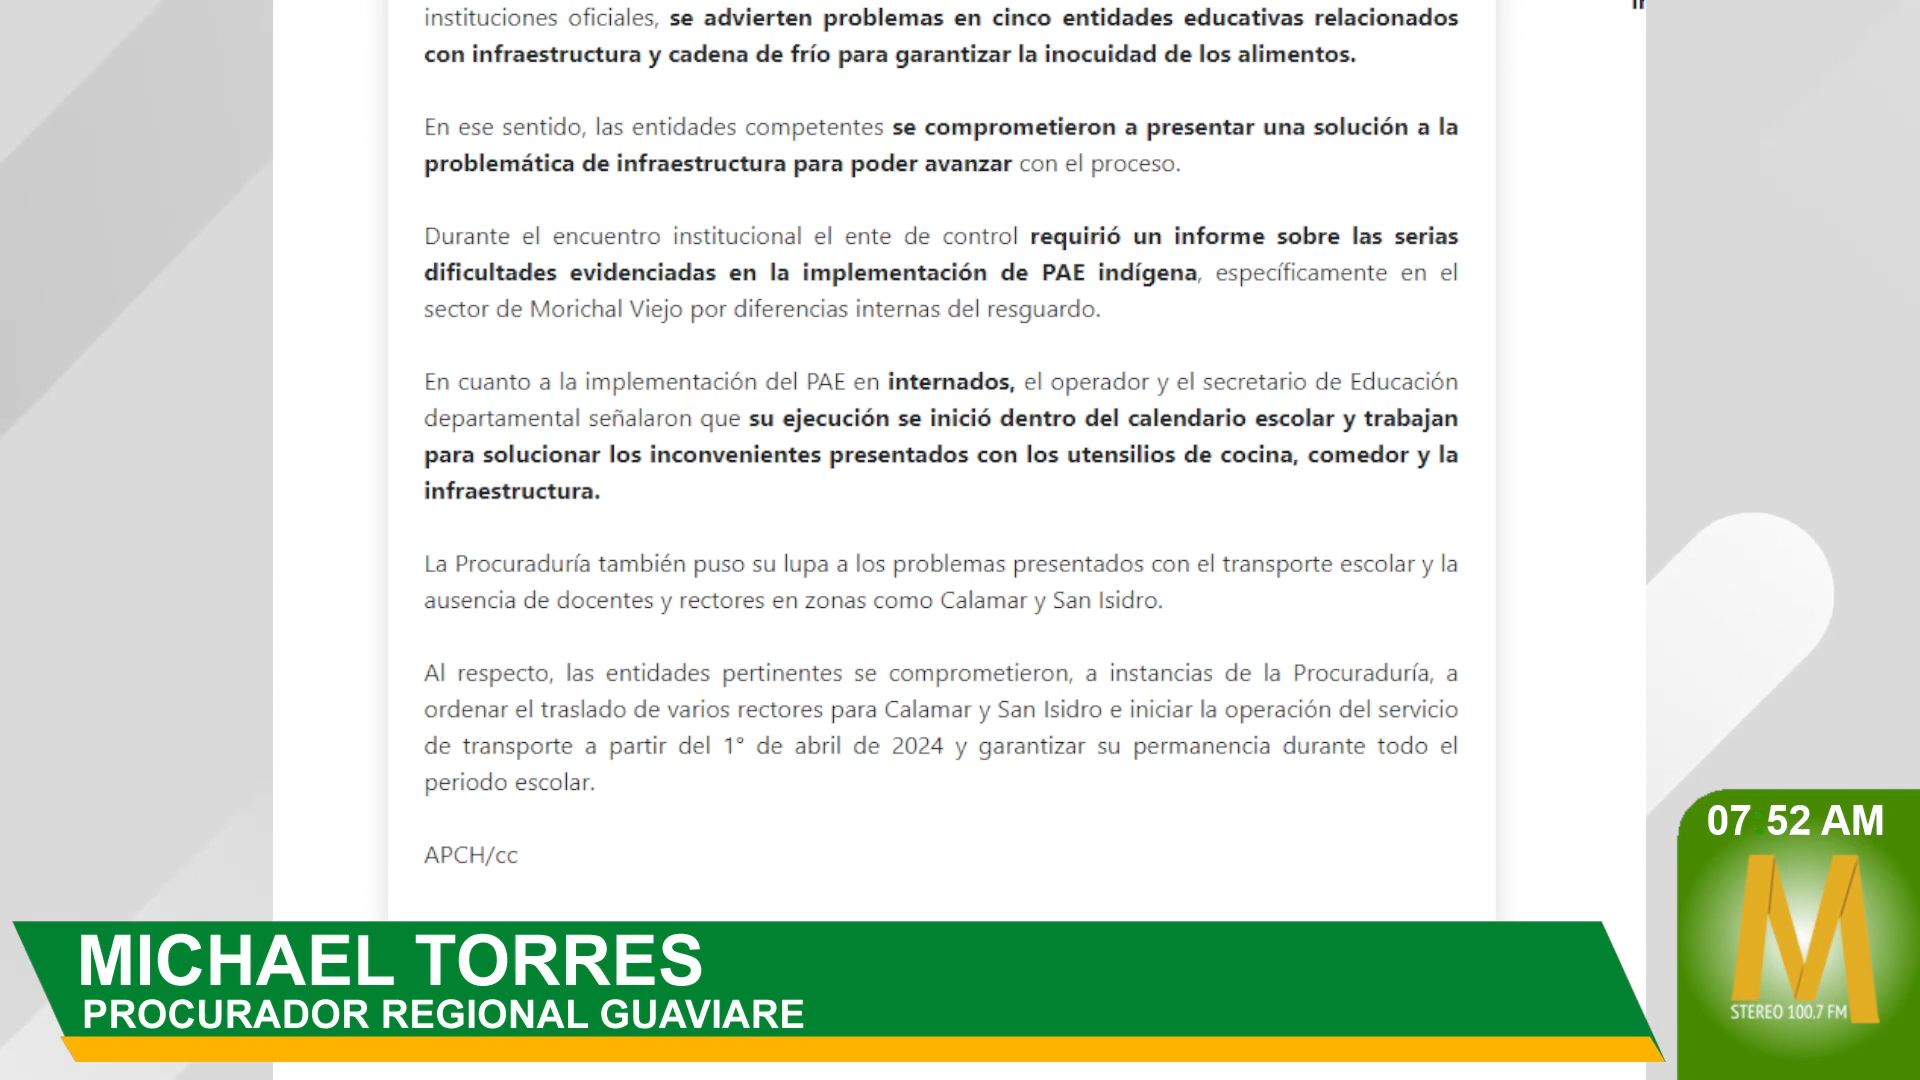 instituciones oficiales, se advierten problemas en cinco entidades educativas relacionados
con infraestructura y cadena de frío para garantizar la inocuidad de los alimentos.
En ese sentido, las entidades competentes se comprometieron a presentar una solución a la
problemática de infraestructura para poder avanzar con el proceso.
Durante el encuentro institucional el ente de control requirió un informe sobre las serias
dificultades evidenciadas en la implementación de PAE indígena, específicamente en el
sector de Morichal Viejo por diferencias internas del resguardo.
En cuanto a la implementación del PAE en internados, el operador y el secretario de Educación
departamental señalaron que su ejecución se inició dentro del calendario escolar y trabajan
para solucionar los inconvenientes presentados con los utensilios de cocina, comedor y la
infraestructura.
La Procuraduría también puso su lupa a los problemas presentados con el transporte escolar y la
ausencia de docentes y rectores en zonas como Calamar y San Isidro.
Al respecto, las entidades pertinentes se comprometieron, a instancias de la Procuraduría, a
ordenar el traslado de varios rectores para Calamar y San Isidro e iniciar la operación del servicio
de transporte a partir del 1° de abril de 2024 y garantizar su permanencia durante todo el
periodo escolar.
APCH/cc
MICHAEL TORRES
PROCURADOR REGIONAL GUAVIARE
07:52 AM
M
STEREO 100.7 FM